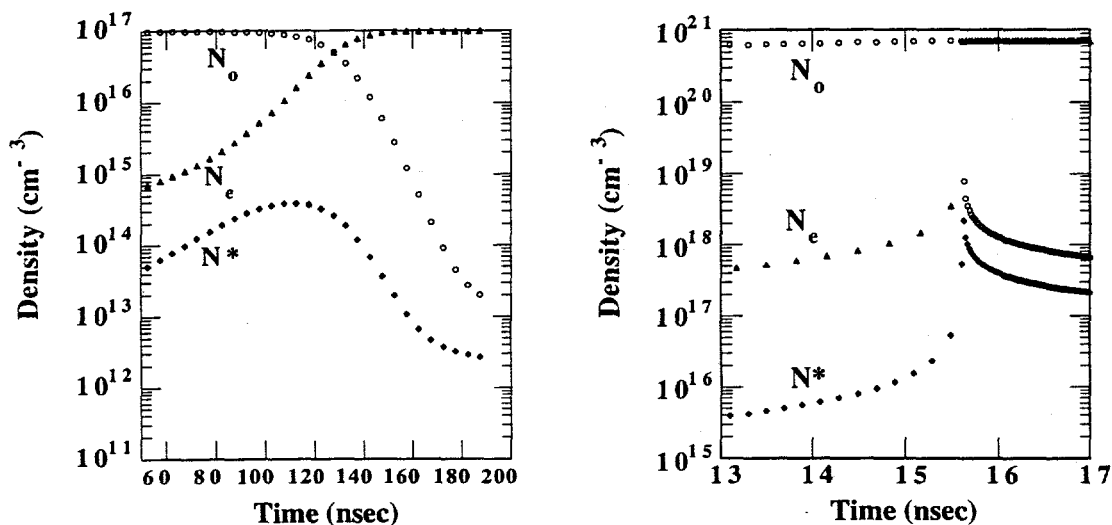 10^17
10^16
10^15
10^14
10^13
10^12
10^11
Density (cm^-3)
N_o
N_e
N*
60 80 100 120 140 160 180 200
Time (nsec)
10^21
10^20
10^19
10^18
10^17
10^16
10^15
Density (cm^-3)
N_o
N_e
N*
13 14 15 16 17
Time (nsec)